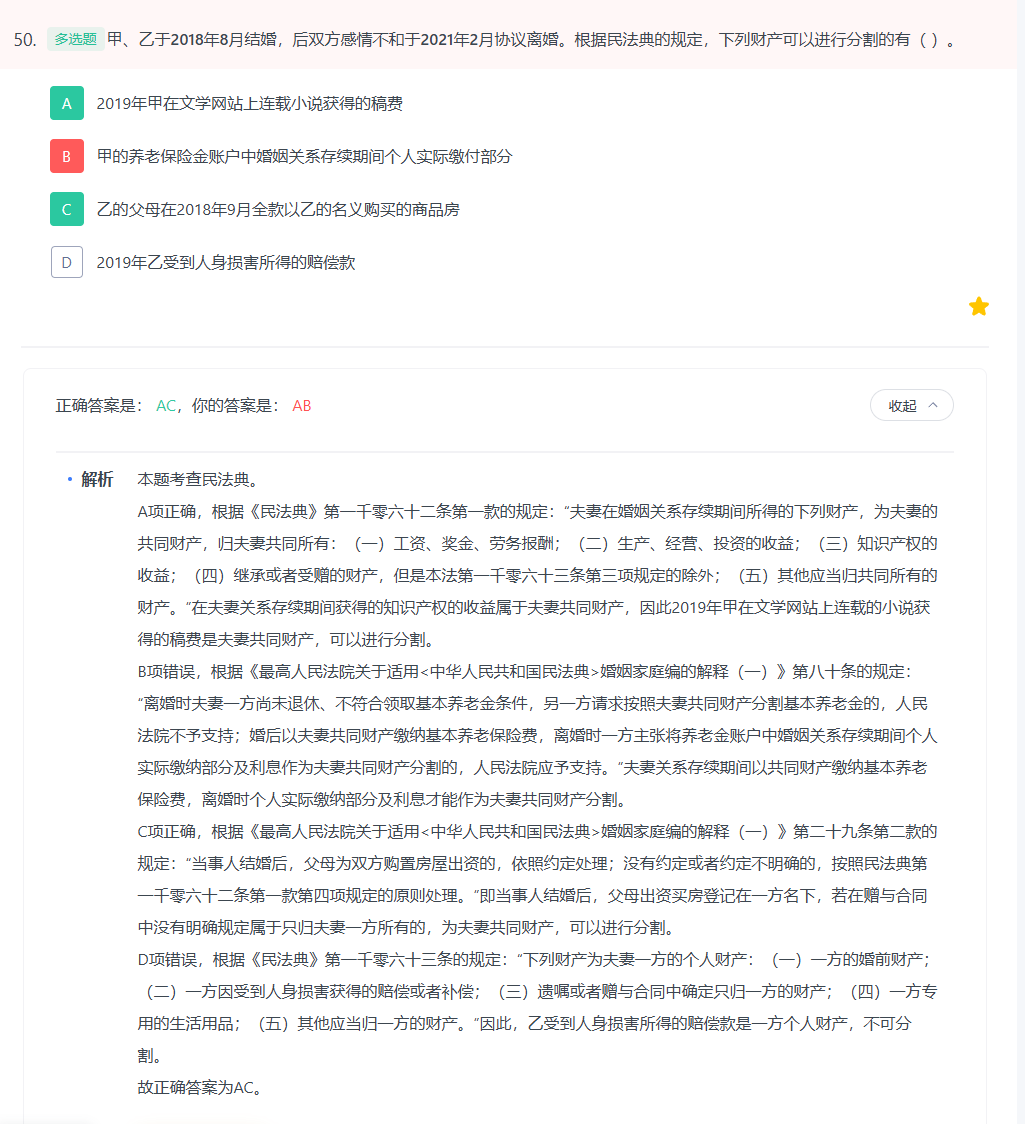 50. 多选题 甲、乙于2018年8月结婚，后双方感情不和于2021年2月协议离婚。根据民法典的规定，下列财产可以进行分割的有（ ）。
A 2019年甲在文学网站上连载小说获得的稿费
B 甲的养老保险金账户中婚姻关系存续期间个人实际缴付部分
C 乙的父母在2018年9月全款以乙的名义购买的商品房
D 2019年乙受到人身损害所得的赔偿款
正确答案是： AC，你的答案是： AB
收起
• 解析 本题考查民法典。
A项正确，根据《民法典》第一千零六十二条第一款的规定：“夫妻在婚姻关系存续期间所得的下列财产，为夫妻的
共同财产，归夫妻共同所有：（一）工资、奖金、劳务报酬；（二）生产、经营、投资的收益；（三）知识产权的
收益；（四）继承或者受赠的财产，但是本法第一千零六十三条第三项规定的除外；（五）其他应当归共同所有的
财产。“在夫妻关系存续期间获得的知识产权的收益属于夫妻共同财产，因此2019年甲在文学网站上连载的小说获
得的稿费是夫妻共同财产，可以进行分割。
B项错误，根据《最高人民法院关于适用<中华人民共和国民法典>婚姻家庭编的解释（一）》第八十条的规定：
“离婚时夫妻一方尚未退休、不符合领取基本养老金条件，另一方请求按照夫妻共同财产分割基本养老金的，人民
法院不予支持；婚后以夫妻共同财产缴纳基本养老保险费，离婚时一方主张将养老金账户中婚姻关系存续期间个人
实际缴纳部分及利息作为夫妻共同财产分割的，人民法院应予支持。“夫妻关系存续期间以共同财产缴纳基本养老
保险费，离婚时个人实际缴纳部分及利息才能作为夫妻共同财产分割。
C项正确，根据《最高人民法院关于适用<中华人民共和国民法典>婚姻家庭编的解释（一）》第二十九条第二款的
规定：“当事人结婚后，父母为双方购置房屋出资的，依照约定处理；没有约定或者约定不明确的，按照民法典第
一千零六十二条第一款第四项规定的原则处理。“即当事人结婚后，父母出资买房登记在一方名下，若在赠与合同
中没有明确规定属于只归夫妻一方所有的，为夫妻共同财产，可以进行分割。
D项错误，根据《民法典》第一千零六十三条的规定：“下列财产为夫妻一方的个人财产：（一）一方的婚前财产；
（二）一方因受到人身损害获得的赔偿或者补偿；（三）遗嘱或者赠与合同中确定只归一方的财产；（四）一方专
用的生活用品；（五）其他应当归一方的财产。“因此，乙受到人身损害所得的赔偿款是一方个人财产，不可分
割。
故正确答案为AC。